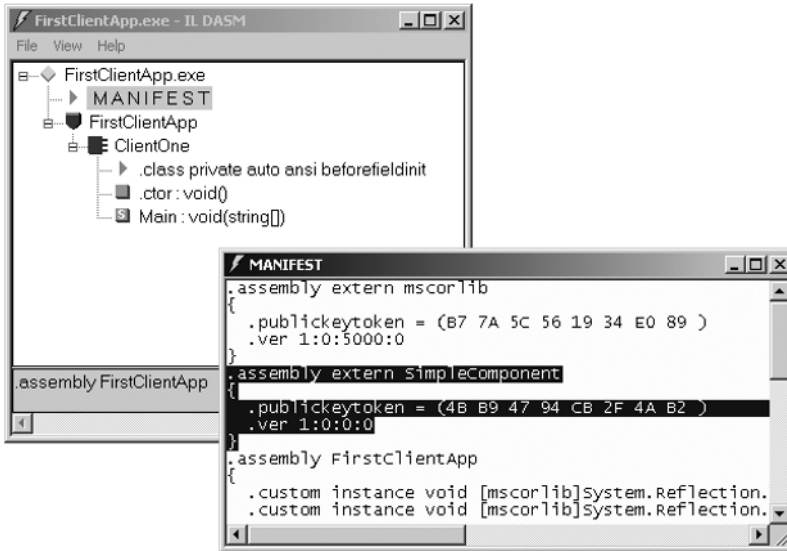 FirstClientApp.exe - IL DASM
File View Help
FirstClientApp.exe
MANIFEST
FirstClientApp
ClientOne
.class private auto ansi beforefieldinit
.ctor : void()
S Main : void(string[])
.assembly FirstClientApp
MANIFEST
.assembly extern mscorlib
{
.publickeytoken = (B7 7A 5C 56 19 34 E0 89 )
.ver 1:0:5000:0
}
.assembly extern SimpleComponent
{
.publickeytoken = (4B B9 47 94 CB 2F 4A B2 )
.ver 1:0:0:0
}
.assembly FirstClientApp
{
.custom instance void [mscorlib]System.Reflection.
.custom instance void [mscorlib]System.Reflection.